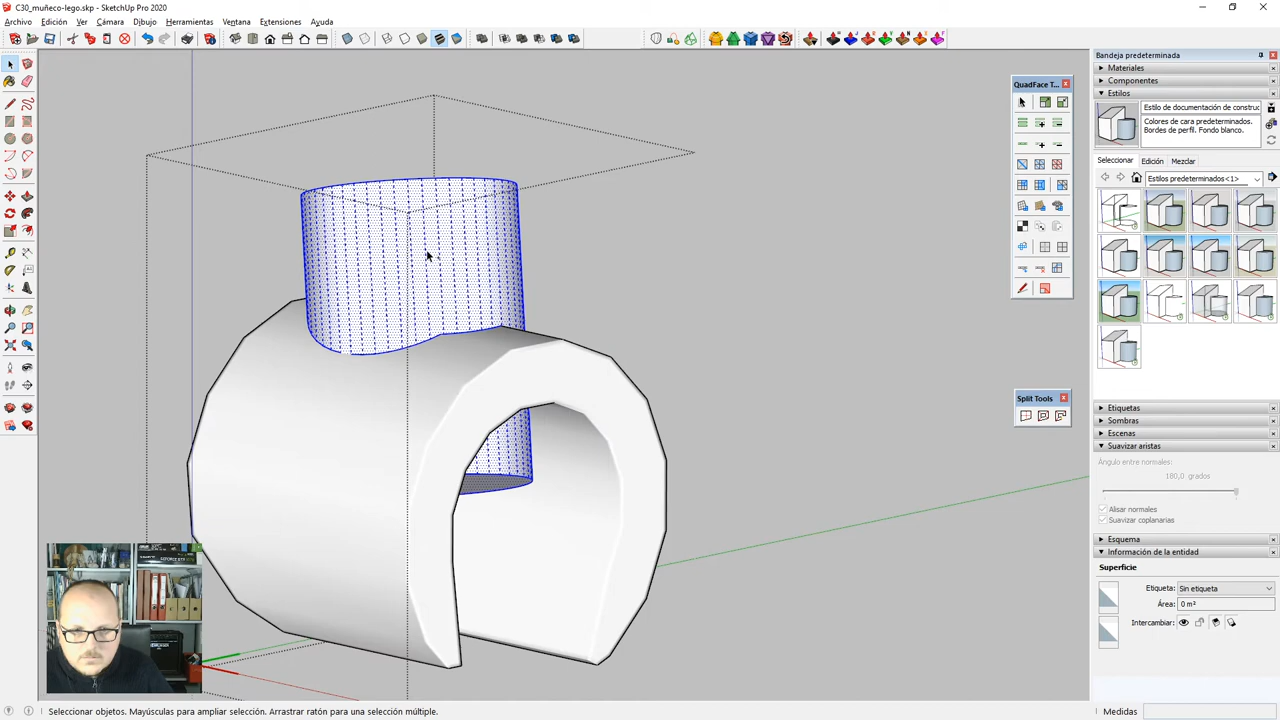 C30_muñeco-lego.skp - SketchUp Pro 2020
Archivo Edición Ver Cámara Dibujo Herramientas Ventana Extensiones Ayuda
QuadFace T...
Split Tools
Bandeja predeterminada
Materiales
Componentes
Estilos
Estilo de documentación de construc
Colores de cara predeterminados.
Bordes de perfil. Fondo blanco.
Seleccionar Edición Mezclar
Estilos predeterminados<1>
Etiquetas
Sombras
Escenas
Suavizar aristas
Ángulo entre normales:
180,0 grados
Alisar normales
Suavizar coplanarias
Esquema
Información de la entidad
Superficie
Etiqueta: Sin etiqueta
Área: 0 m²
Intercambiar:
Seleccionar objetos. Mayúsculas para ampliar selección. Arrastrar ratón para una selección múltiple.
Medidas